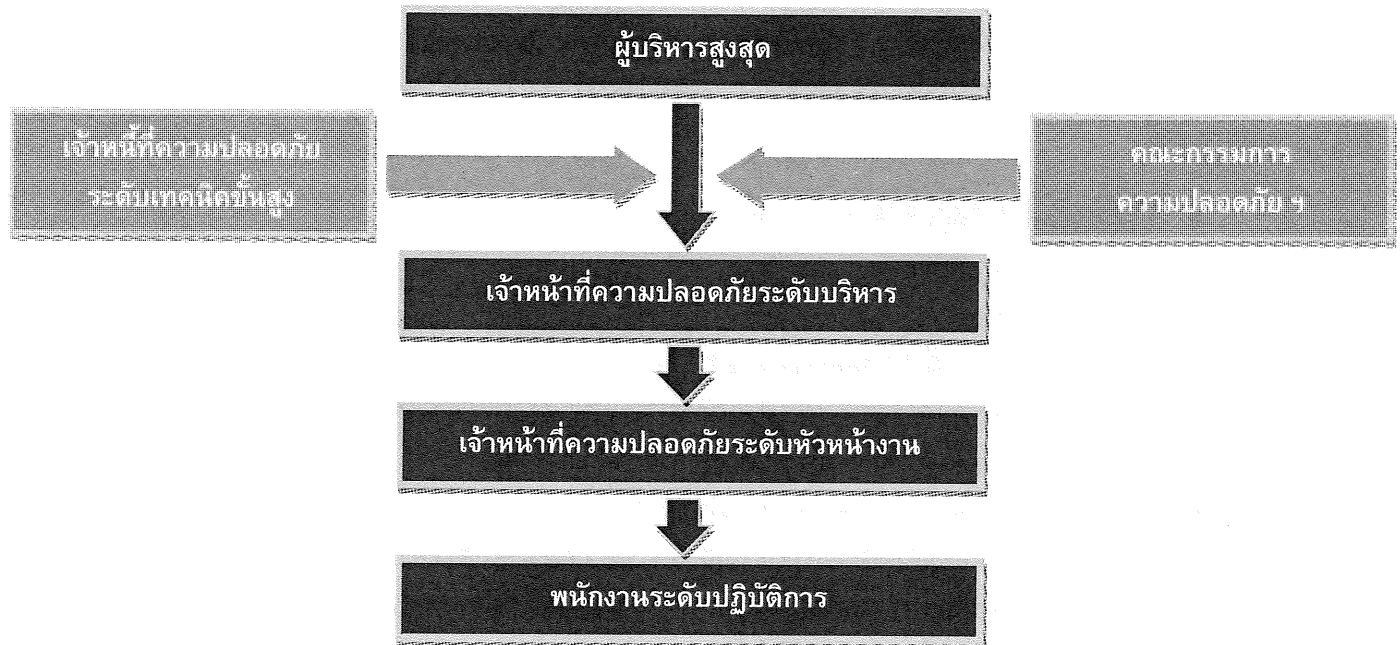 ผู้บริหารสูงสุด
เจ้าหน้ที่ความปลอดภัย
ระดับเทคนิคขั้นสูง
คณะกรรมการ
ความปลอดภัย ฯ
เจ้าหน้าที่ความปลอดภัยระดับบริหาร
เจ้าหน้าที่ความปลอดภัยระดับหัวหน้างาน
พนักงานระดับปฏิบัติการ